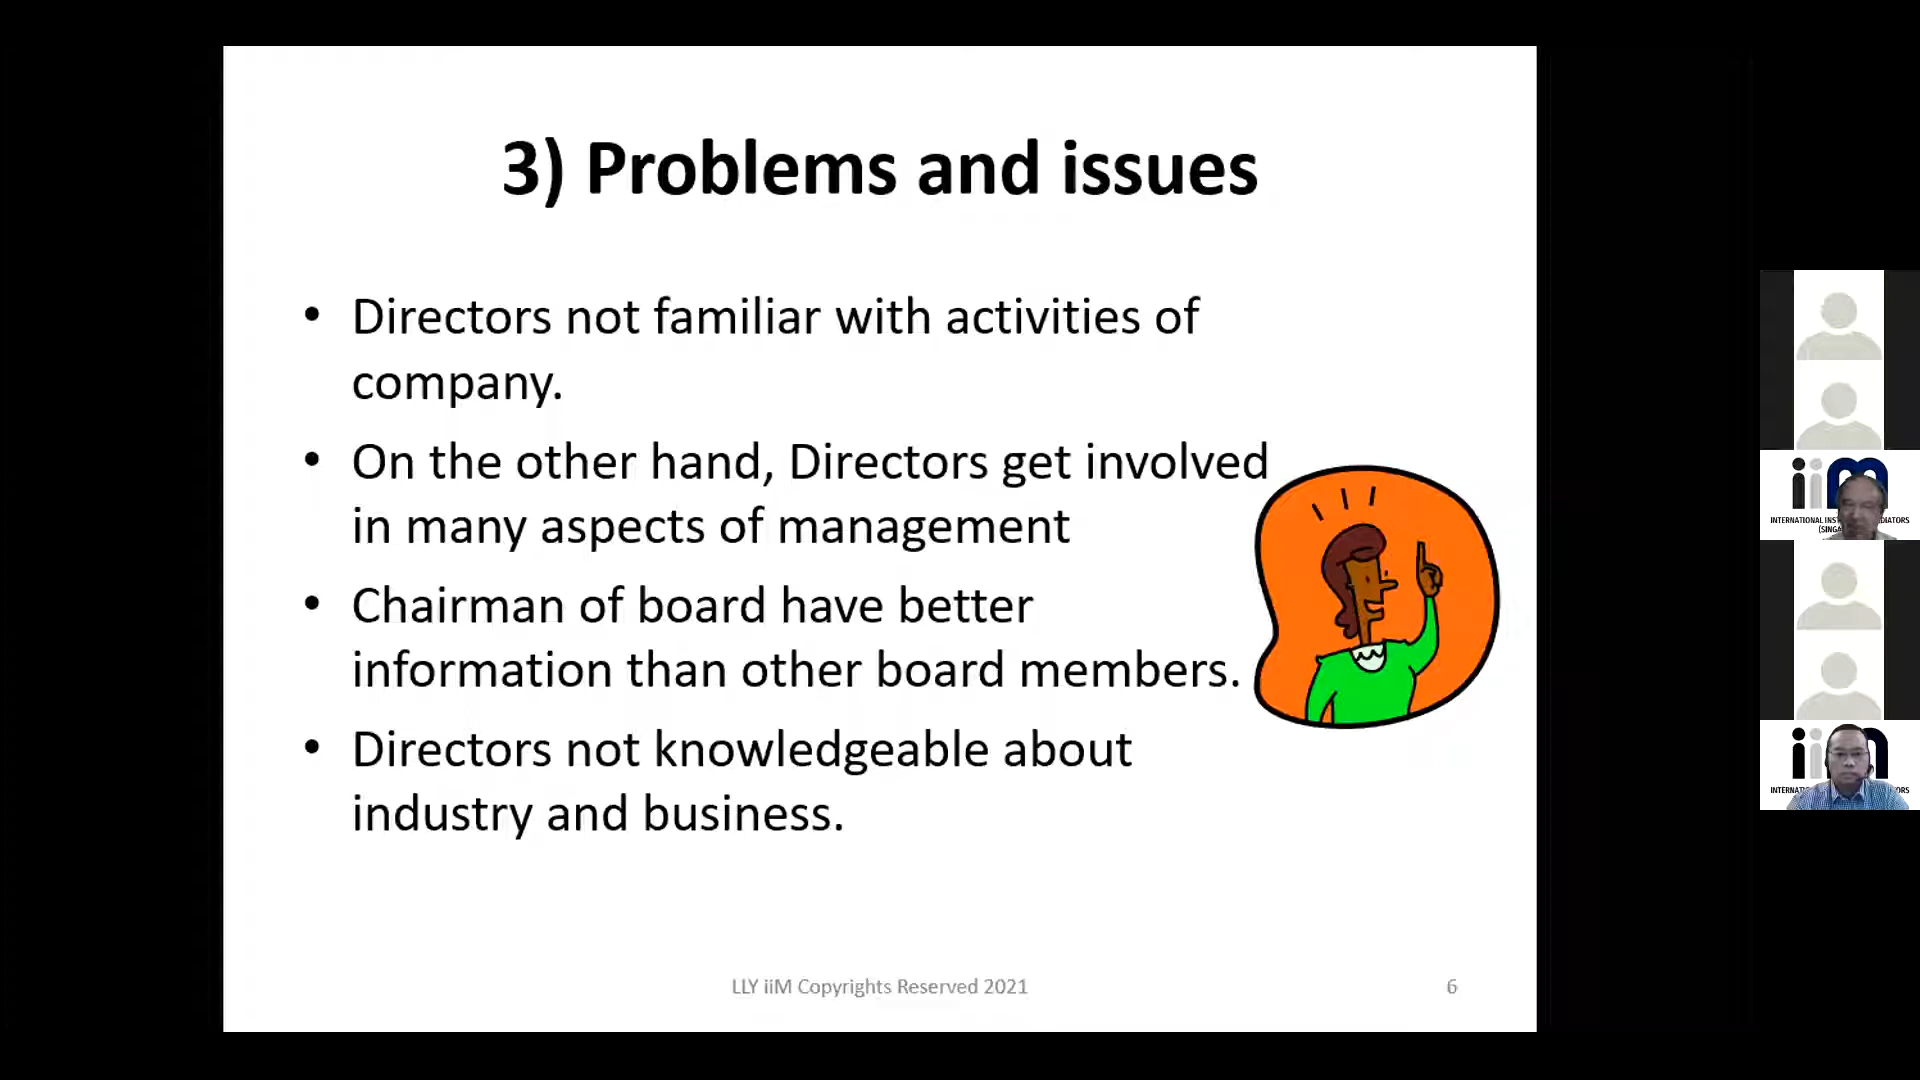 3) Problems and issues
• Directors not familiar with activities of
company.
• On the other hand, Directors get involved
in many aspects of management
• Chairman of board have better
information than other board members.
• Directors not knowledgeable about
industry and business.
LLY iiM Copyrights Reserved 2021
6
iim
INTERNATIONAL